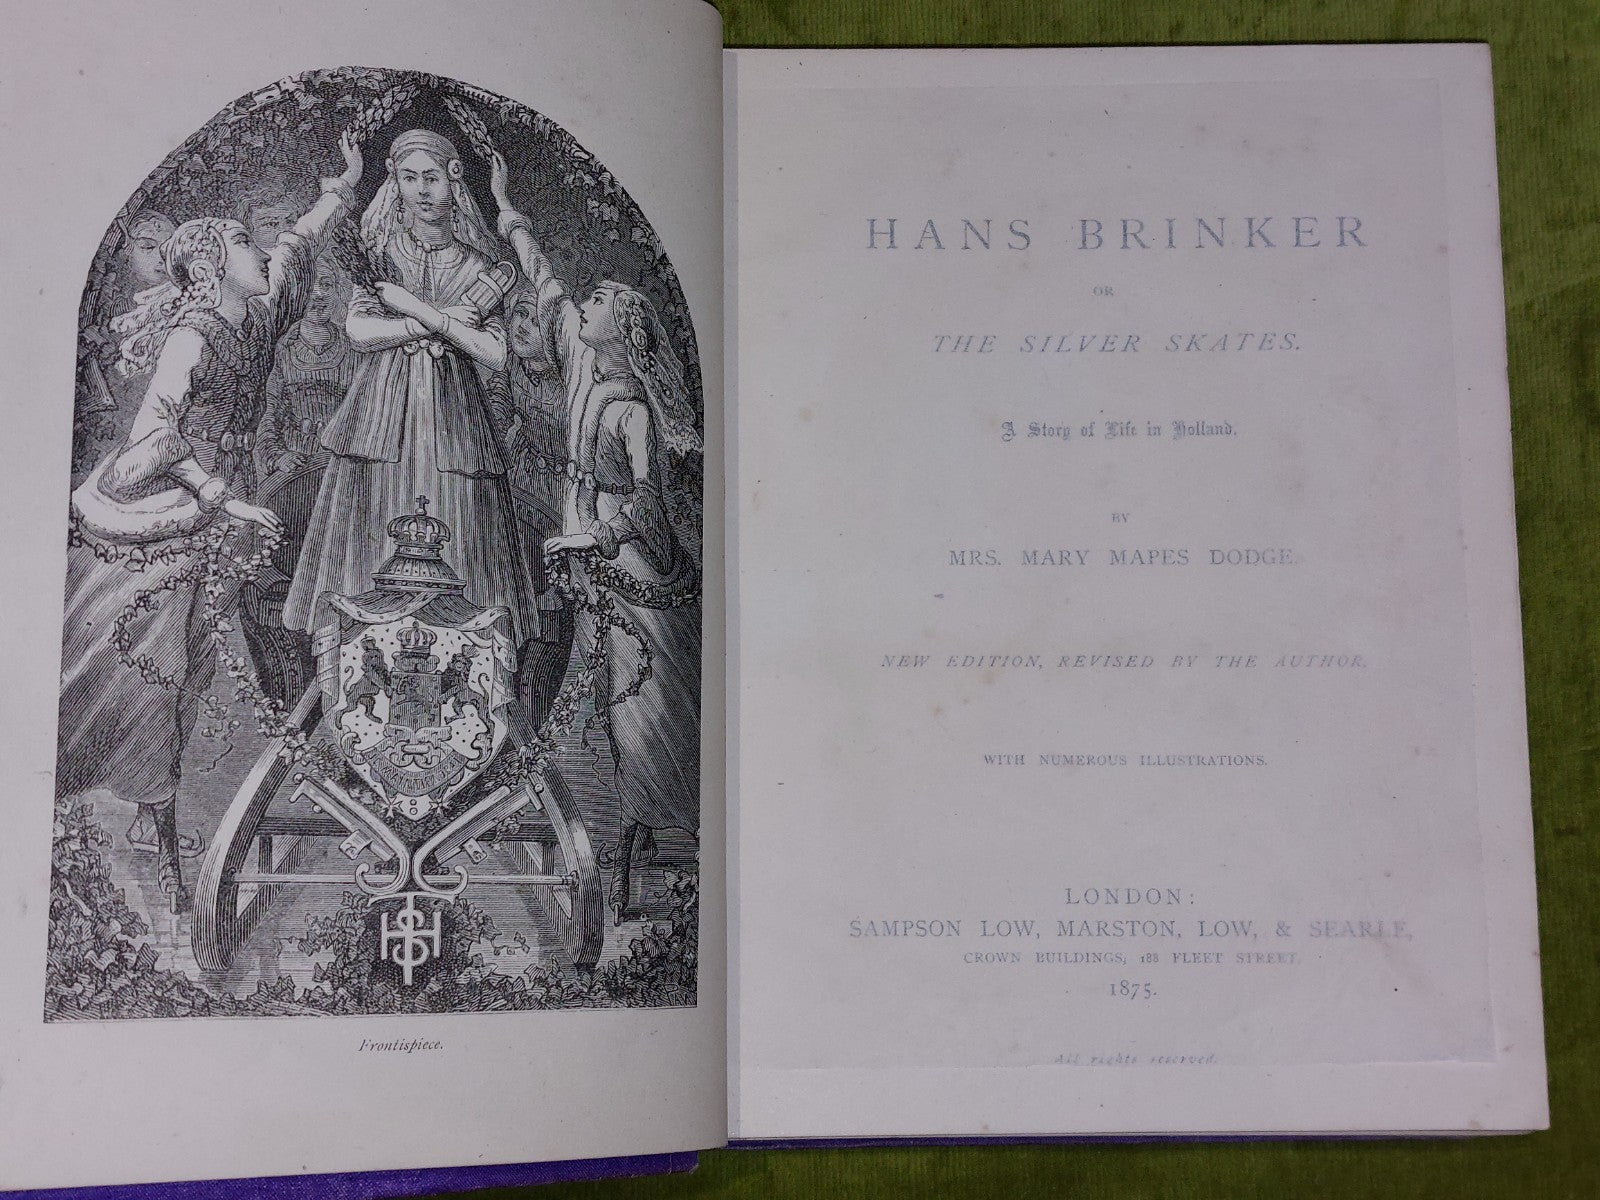 Frontispiece.
HANS BRINKER
OR
THE SILVER SKATES.
A Story of Life in Holland.
BY
MRS. MARY MAPES DODGE.
NEW EDITION, REVISED BY THE AUTHOR.
WITH NUMEROUS ILLUSTRATIONS.
LONDON:
SAMPSON LOW, MARSTON, LOW, & SEARLE,
CROWN BUILDINGS, 188 FLEET STREET.
1875.
All rights reserved.